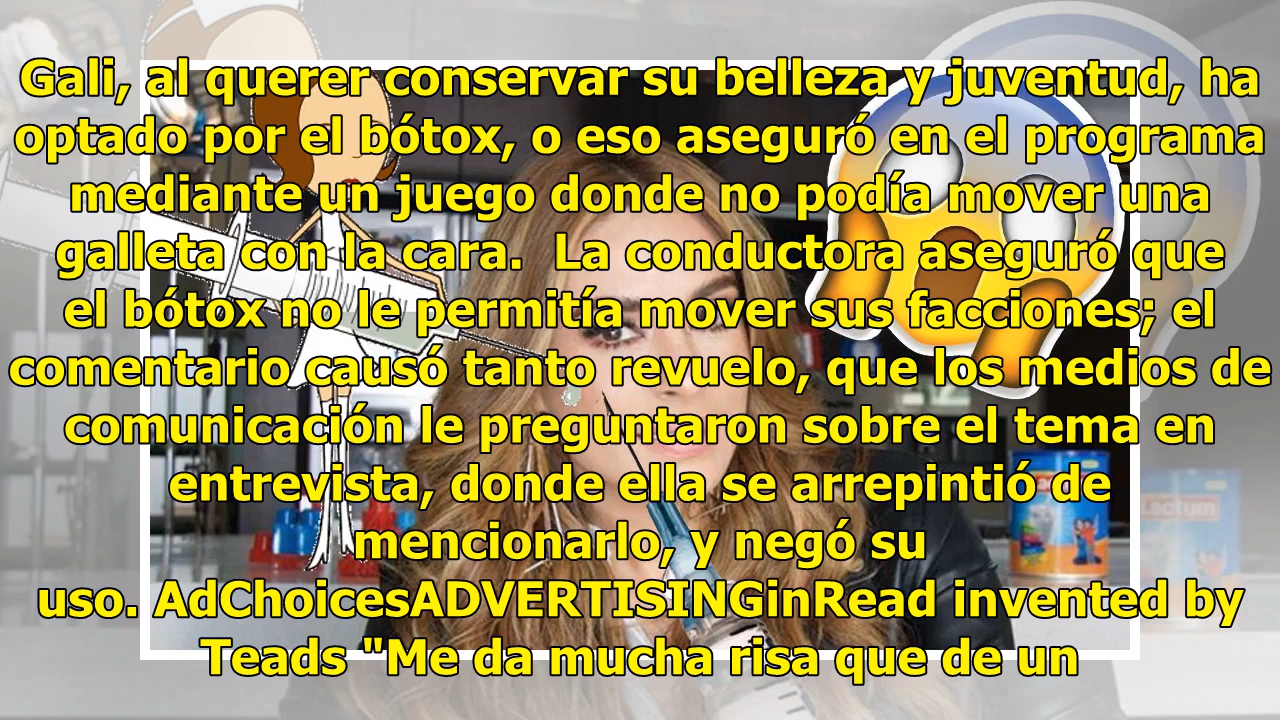 Gali, al querer conservar su belleza y juventud, ha
optado por el bótox, o eso aseguró en el programa
mediante un juego donde no podía mover una
galleta con la cara.  La conductora aseguró que
el bótox no le permitía mover sus facciones; el
comentario causó tanto revuelo, que los medios de
comunicación le preguntaron sobre el tema en
entrevista, donde ella se arrepintió de
mencionarlo, y negó su
uso. AdChoicesADVERTISINGinRead invented by
Teads "Me da mucha risa que de un
Lactum